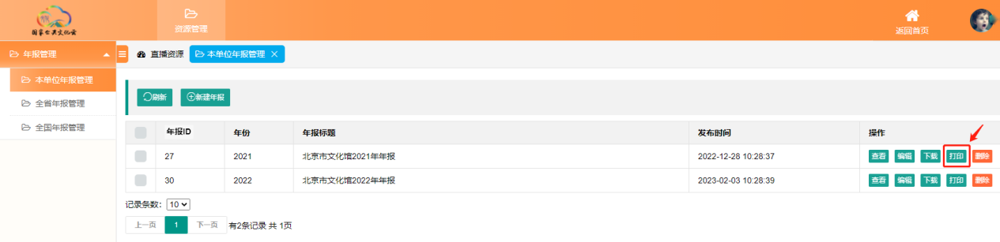 国家公共文化云
资源管理
返回首页
年报管理
直播资源
本单位年报管理 ×
本单位年报管理
全省年报管理
全国年报管理
刷新
新建年报
年报ID 年份 年报标题 发布时间 操作
27 2021 北京市文化馆2021年年报 2022-12-28 10:28:37 查看 编辑 下载 打印 删除
30 2022 北京市文化馆2022年年报 2023-02-03 10:28:39 查看 编辑 下载 打印 删除
记录条数: 10
上一页 1 下一页 有2条记录 共 1页